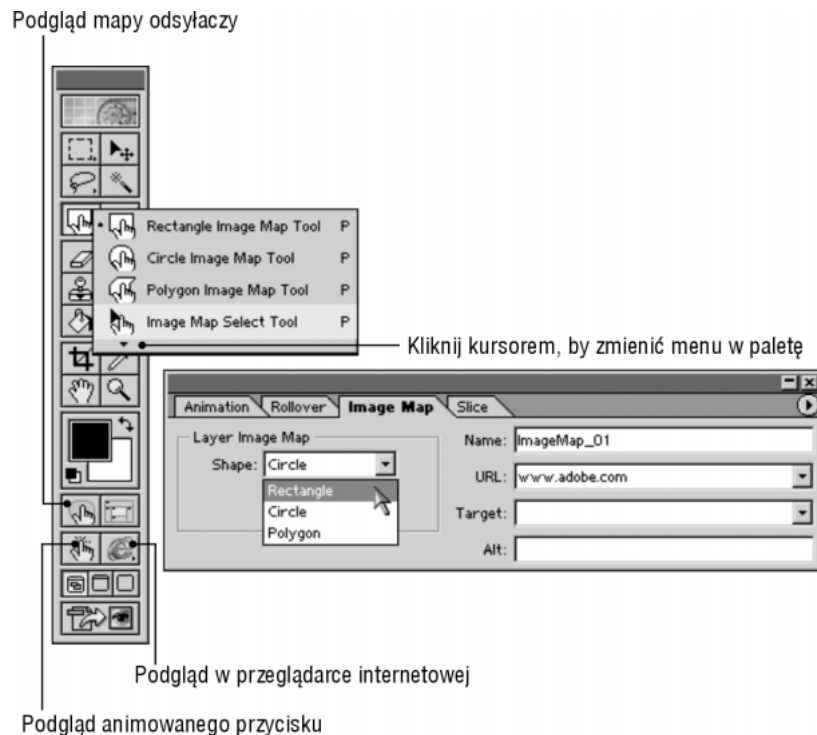 Podgląd mapy odsyłaczy
Rectangle Image Map Tool P
Circle Image Map Tool P
Polygon Image Map Tool P
Image Map Select Tool P
Kliknij kursorem, by zmienić menu w paletę
Animation Rollover Image Map Slice
Layer Image Map
Shape: Circle
Rectangle
Circle
Polygon
Name: ImageMap_01
URL: www.adobe.com
Target:
Alt:
Podgląd w przeglądarce internetowej
Podgląd animowanego przycisku